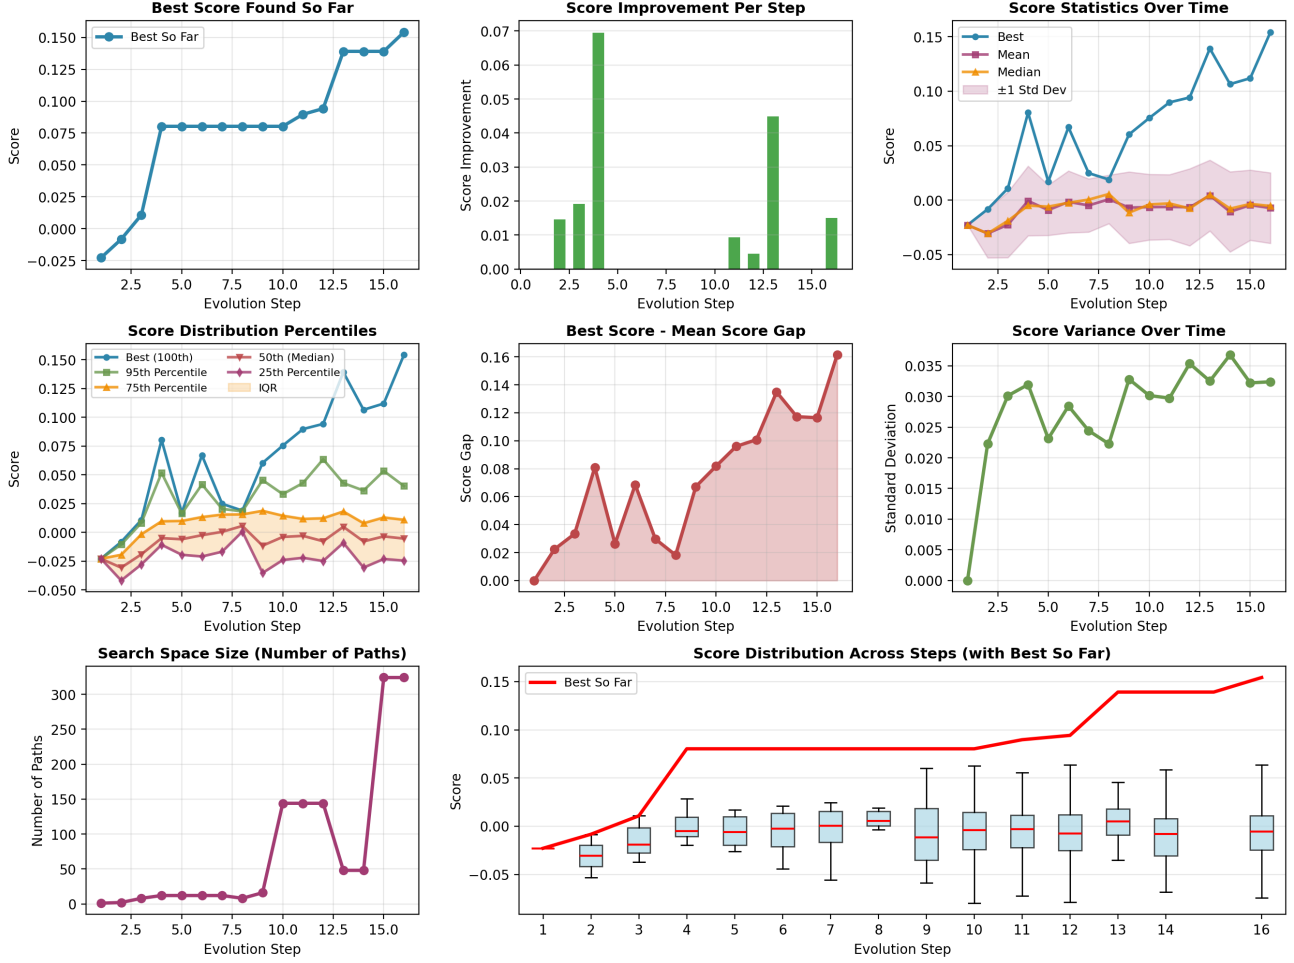 Best Score Found So Far
Best So Far
Score
0.150
0.125
0.100
0.075
0.050
0.025
0.000
−0.025
2.5 5.0 7.5 10.0 12.5 15.0
Evolution Step
Score Improvement Per Step
Score Improvement
0.07
0.06
0.05
0.04
0.03
0.02
0.01
0.00
0.0 2.5 5.0 7.5 10.0 12.5 15.0
Evolution Step
Score Statistics Over Time
Best
Mean
Median
±1 Std Dev
Score
0.15
0.10
0.05
0.00
−0.05
2.5 5.0 7.5 10.0 12.5 15.0
Evolution Step
Score Distribution Percentiles
Best (100th)
95th Percentile
75th Percentile
50th (Median)
25th Percentile
IQR
Score
0.150
0.125
0.100
0.075
0.050
0.025
0.000
−0.025
−0.050
2.5 5.0 7.5 10.0 12.5 15.0
Evolution Step
Best Score - Mean Score Gap
Score Gap
0.16
0.14
0.12
0.10
0.08
0.06
0.04
0.02
0.00
2.5 5.0 7.5 10.0 12.5 15.0
Evolution Step
Score Variance Over Time
Standard Deviation
0.035
0.030
0.025
0.020
0.015
0.010
0.005
0.000
2.5 5.0 7.5 10.0 12.5 15.0
Evolution Step
Search Space Size (Number of Paths)
Number of Paths
300
250
200
150
100
50
0
2.5 5.0 7.5 10.0 12.5 15.0
Evolution Step
Score Distribution Across Steps (with Best So Far)
Best So Far
Score
0.15
0.10
0.05
0.00
−0.05
1 2 3 4 5 6 7 8 9 10 11 12 13 14 16
Evolution Step